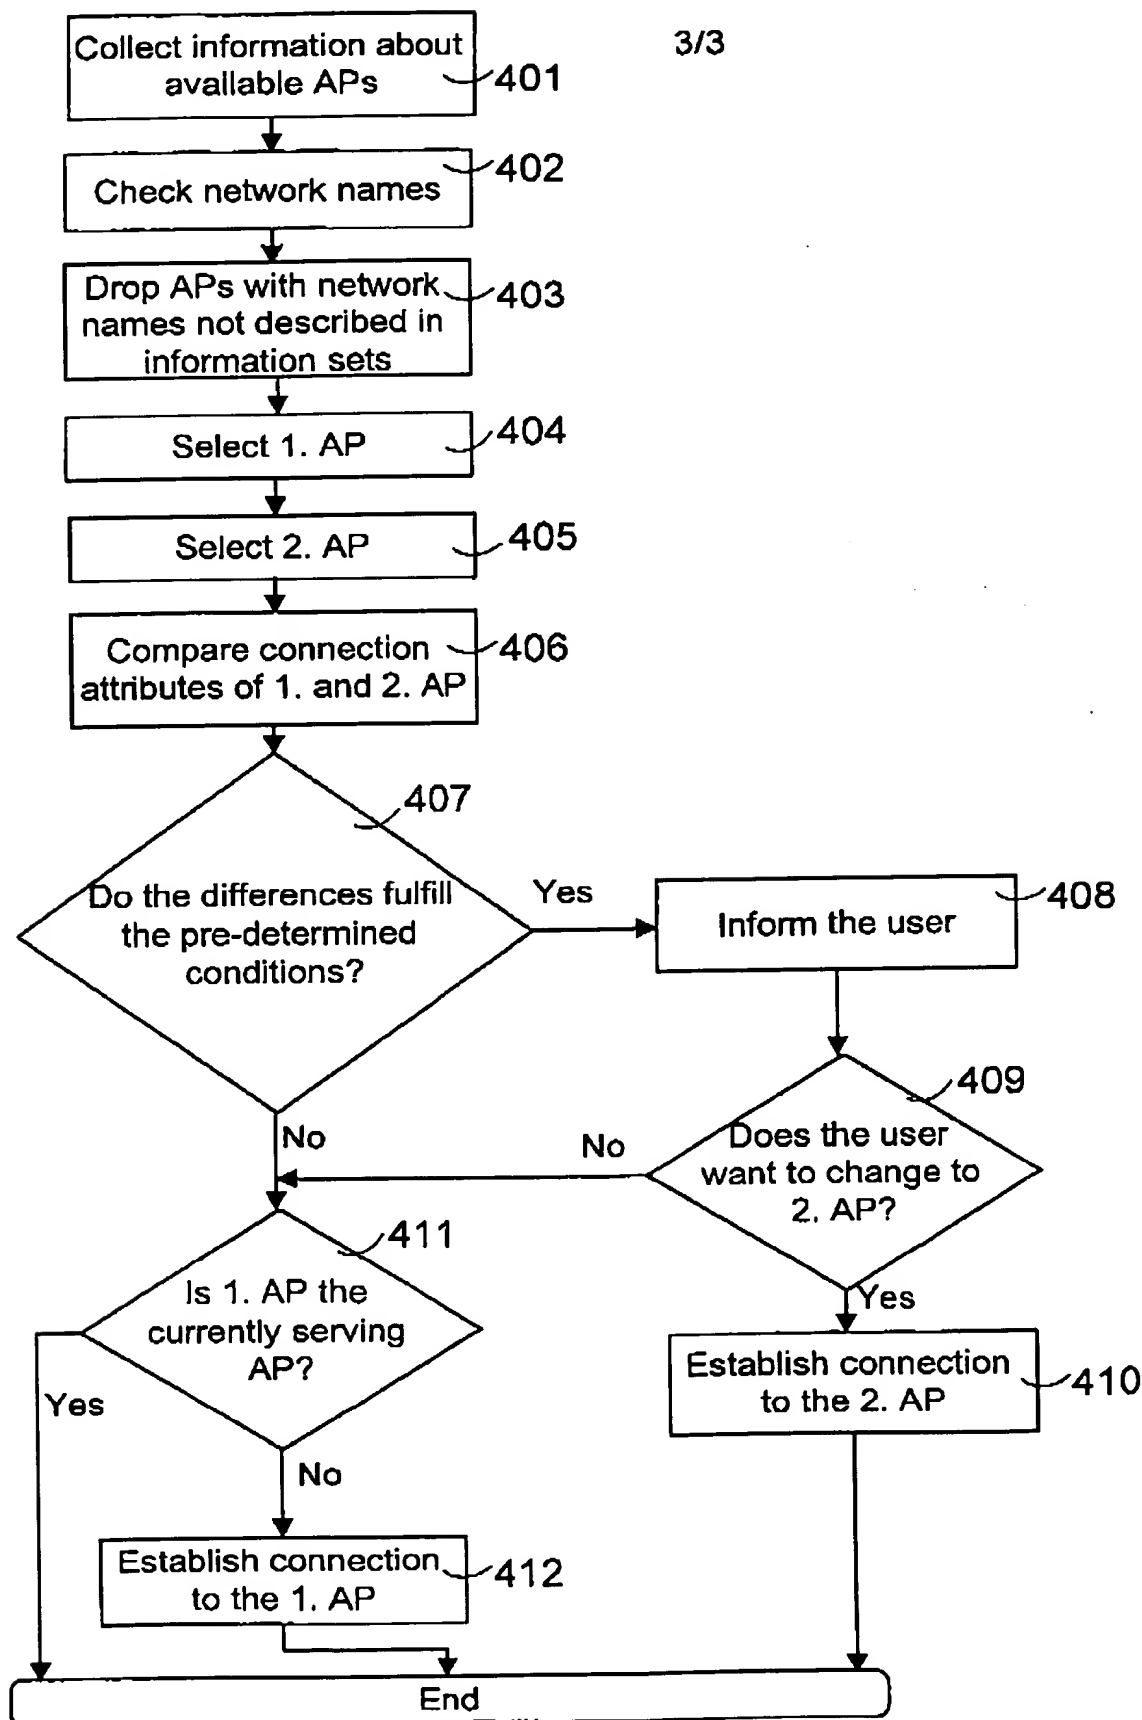 3/3
Collect information about
available APs
401
Check network names
402
Drop APs with network
names not described in
information sets
403
Select 1. AP
404
Select 2. AP
405
Compare connection
attributes of 1. and 2. AP
406
407
Do the differences fulfill
the pre-determined
conditions?
Yes
Inform the user
408
No
409
Does the user
want to change to
2. AP?
No
Yes
411
Is 1. AP the
currently serving
AP?
Yes
No
Establish connection
to the 2. AP
410
Establish connection
to the 1. AP
412
End